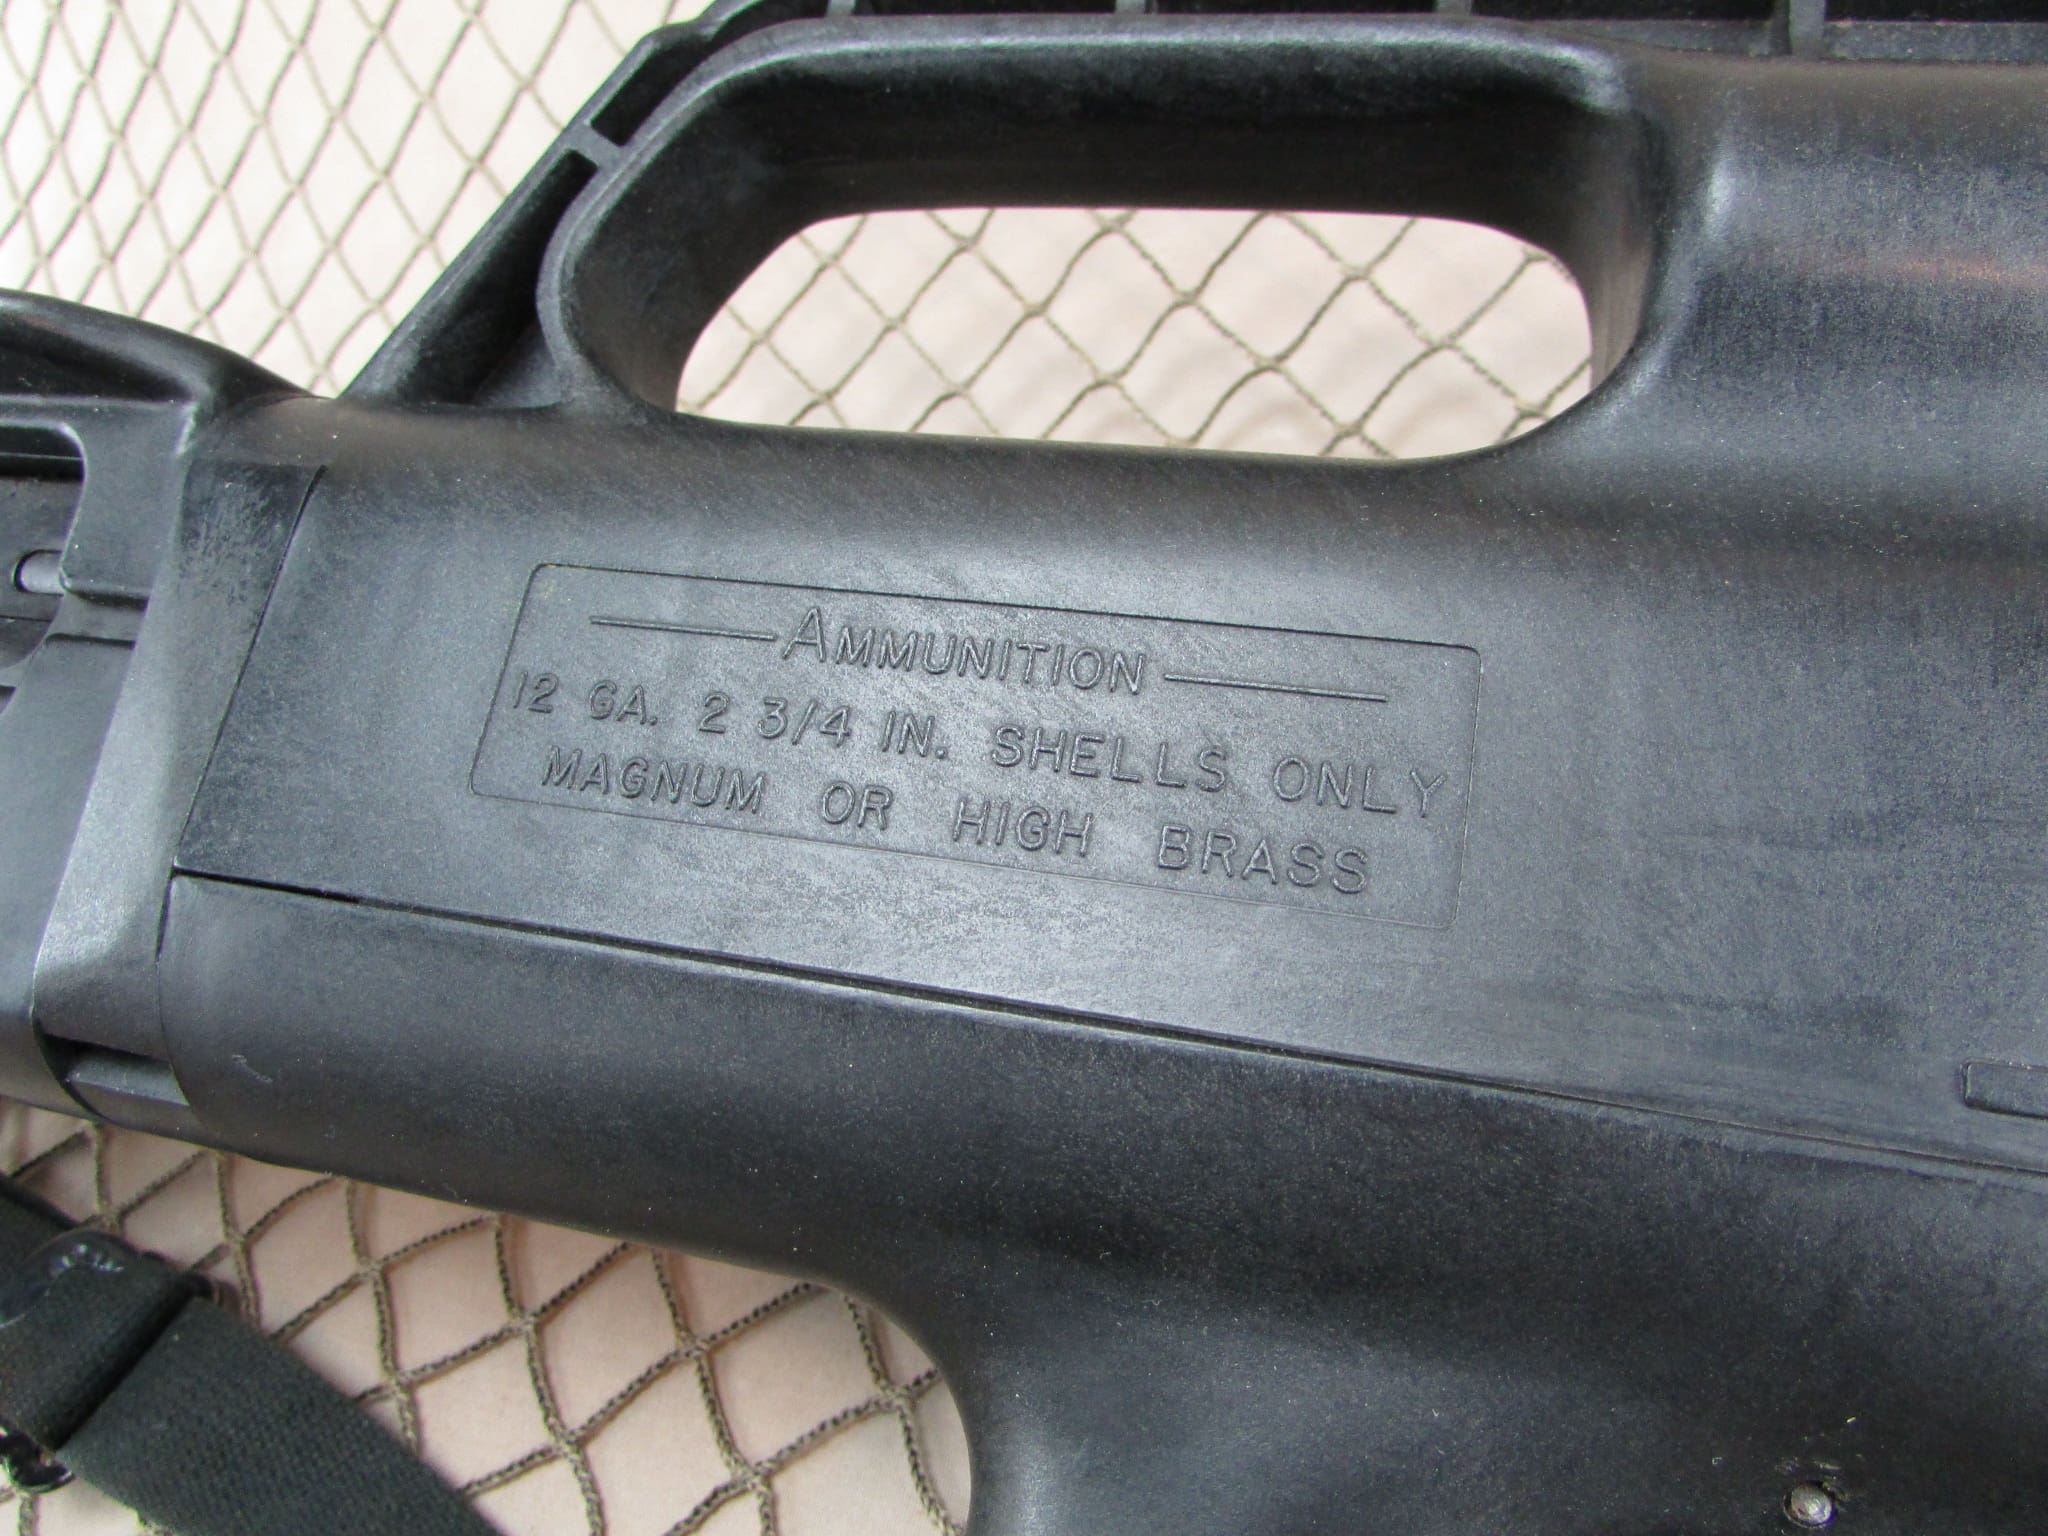 AMMUNITION
12 GA. 2 3/4 IN. SHELLS ONLY
MAGNUM OR HIGH BRASS